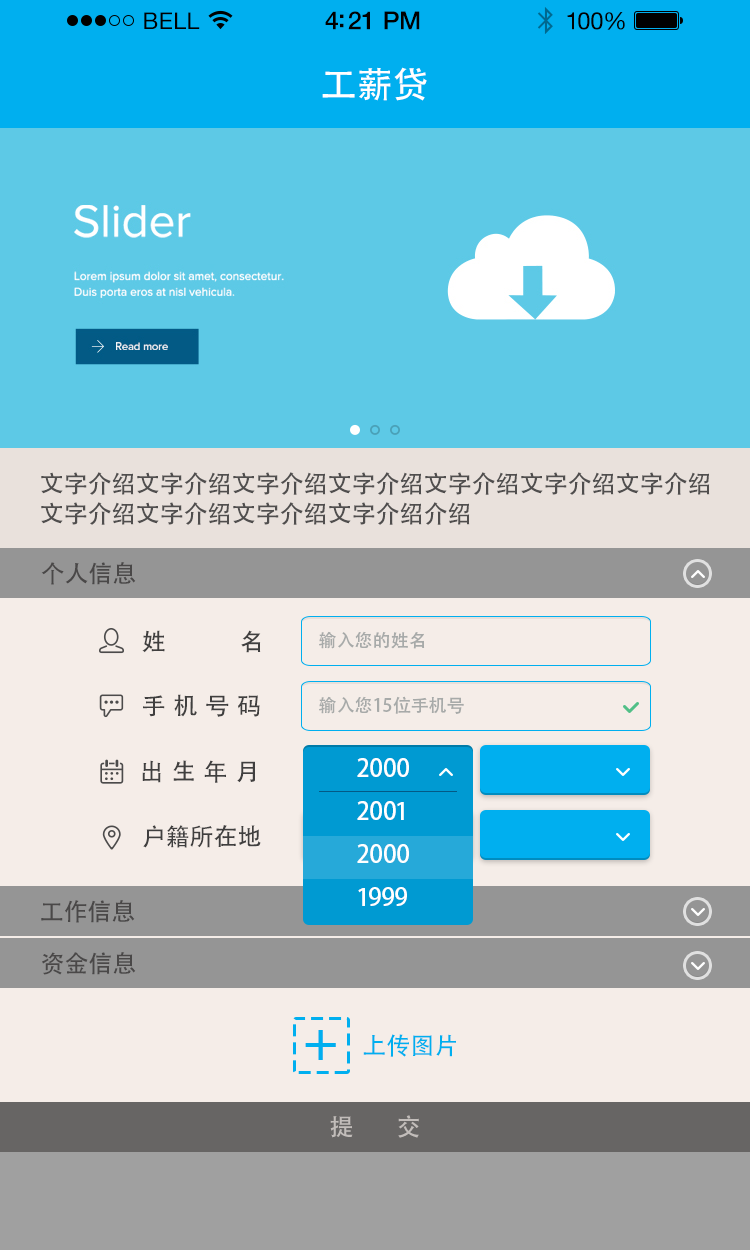 BELL 4:21 PM 100%
工薪贷
Slider
Lorem ipsum dolor sit amet, consectetur.
Duis porta eros at nisl vehicula.
Read more
文字介绍文字介绍文字介绍文字介绍文字介绍文字介绍文字介绍
文字介绍文字介绍文字介绍文字介绍介绍
个人信息
姓 名 输入您的姓名
手机号码 输入您15位手机号
出生年月 2000
2001
户籍所在地 2000
1999
工作信息
资金信息
上传图片
提 交